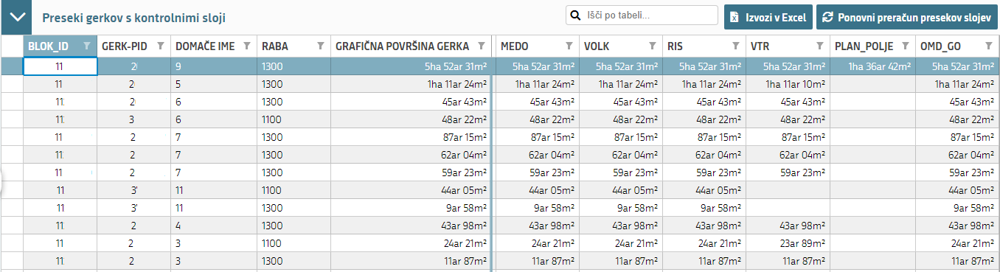 Preseki gerkov s kontrolnimi sloji
Išči po tabeli...
Izvozi v Excel
Ponovni preračun presekov slojev
BLOK_ID GERK-PID DOMAČE IME RABA GRAFIČNA POVRŠINA GERKA MEDO VOLK RIS VTR PLAN_POLJE OMD_GO
11 2 9 1300 5ha 52ar 31m² 5ha 52ar 31m² 5ha 52ar 31m² 5ha 52ar 31m² 5ha 52ar 31m² 1ha 36ar 42m² 5ha 52ar 31m²
11 2 5 1300 1ha 11ar 24m² 1ha 11ar 24m² 1ha 11ar 24m² 1ha 11ar 24m² 1ha 11ar 10m² 1ha 11ar 24m²
11 2 6 1300 45ar 43m² 45ar 43m² 45ar 43m² 45ar 43m² 45ar 43m² 45ar 43m²
11 3 6 1100 48ar 22m² 48ar 22m² 48ar 22m² 48ar 22m² 48ar 22m² 48ar 22m²
11 2 7 1300 87ar 15m² 87ar 15m² 87ar 15m² 87ar 15m² 87ar 15m² 87ar 15m²
11 2 7 1300 62ar 04m² 62ar 04m² 62ar 04m² 62ar 04m² 62ar 04m² 62ar 04m²
11 2 7 1300 59ar 23m² 59ar 23m² 59ar 23m² 59ar 23m² 59ar 23m² 59ar 23m²
11 3 11 1100 44ar 05m² 44ar 05m² 44ar 05m² 44ar 05m² 44ar 05m²
11 3 11 1300 9ar 58m² 9ar 58m² 9ar 58m² 9ar 58m² 9ar 58m²
11 2 4 1300 43ar 98m² 43ar 98m² 43ar 98m² 43ar 98m² 43ar 98m² 43ar 98m²
11 2 3 1100 24ar 21m² 24ar 21m² 24ar 21m² 24ar 21m² 23ar 89m² 24ar 21m²
11 2 3 1300 11ar 87m² 11ar 87m² 11ar 87m² 11ar 87m² 11ar 87m² 11ar 87m²